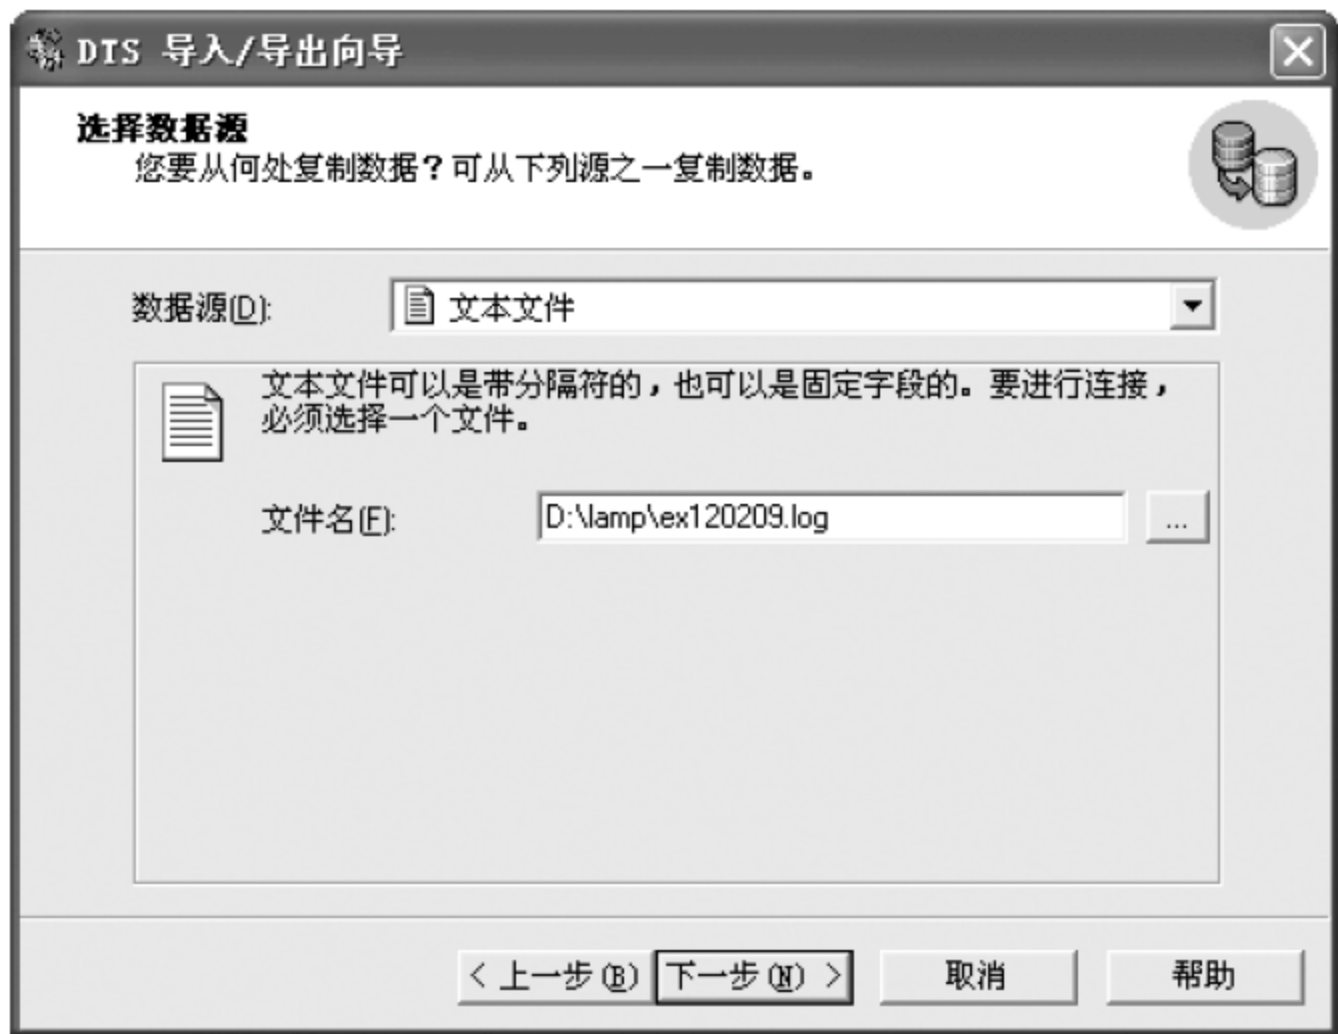 DTS 导入/导出向导
选择数据源
您要从何处复制数据？可从下列源之一复制数据。
数据源(D):
文本文件
文本文件可以是带分隔符的，也可以是固定字段的。要进行连接，
必须选择一个文件。
文件名(F):
D:\lamp\ex120209.log
...
< 上一步(B)
下一步(N) >
取消
帮助